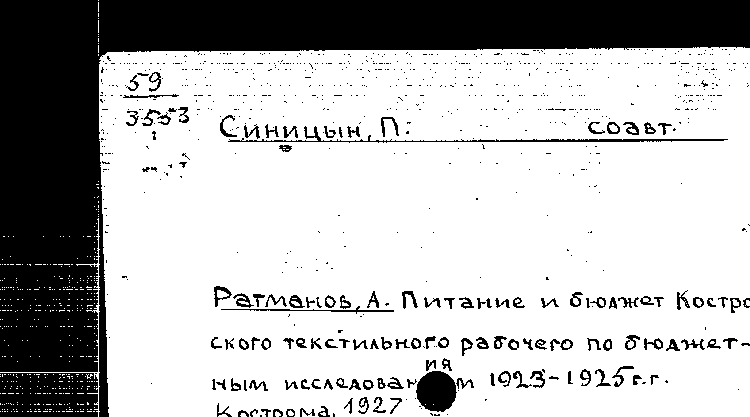 59
3553
Синицын, П. соавт.
Ратманов, А. Питание и бюджет Костро
ского текстильного рабочего по бюджет-
ия
ным исследован м 1923-1925 г.г.
Кострома, 1927